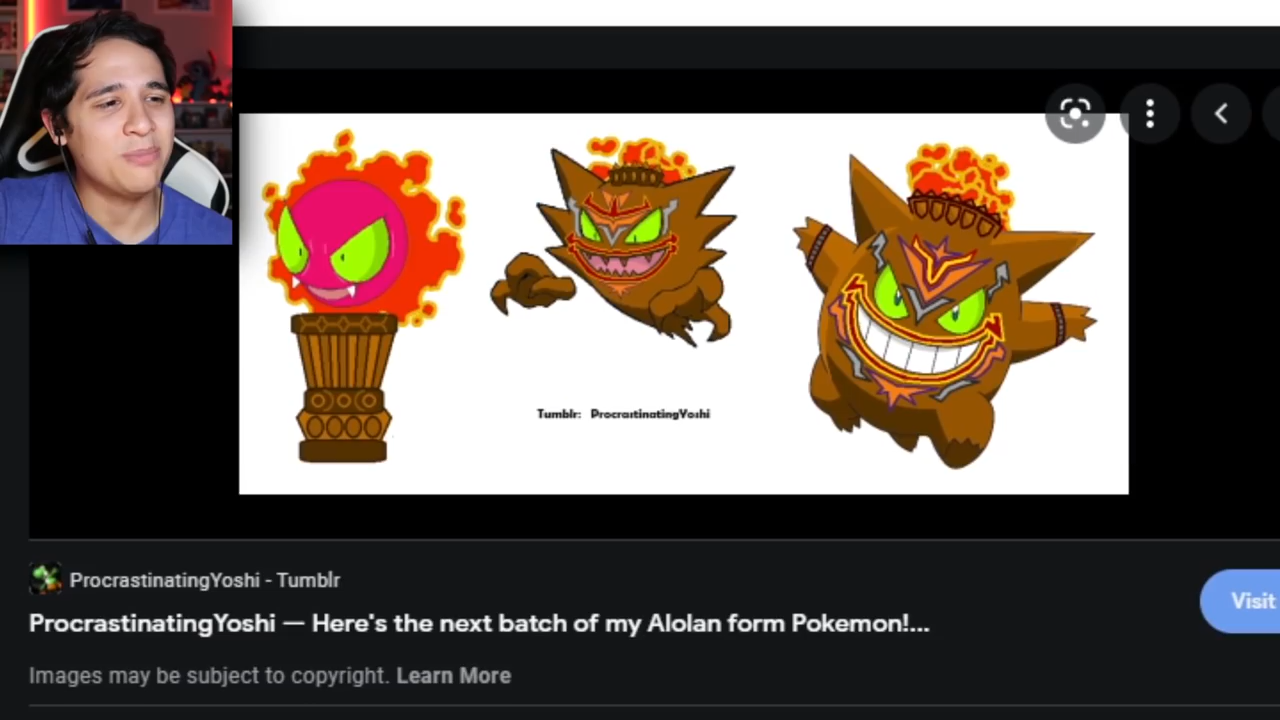 Tumblr: ProcrastinatingYoshi
ProcrastinatingYoshi - Tumblr
ProcrastinatingYoshi — Here's the next batch of my Alolan form Pokemon!...
Visit
Images may be subject to copyright. Learn More